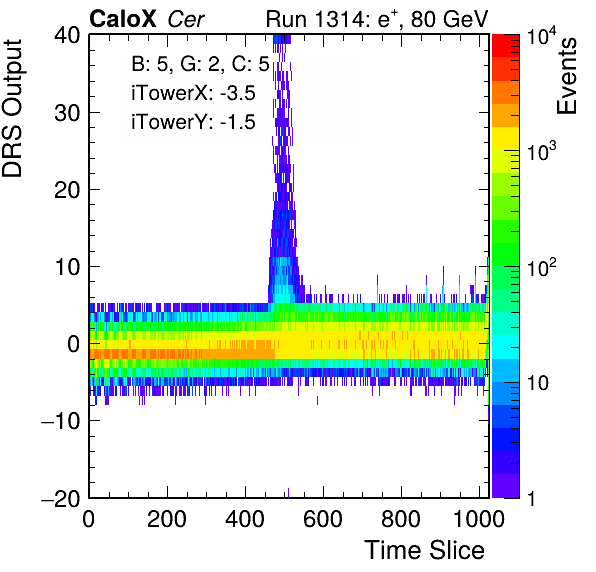 CaloX Cer Run 1314: e+, 80 GeV
DRS Output
Events
B: 5, G: 2, C: 5
iTowerX: -3.5
iTowerY: -1.5
40
30
20
10
0
−10
−20
0 200 400 600 800 1000
Time Slice
10^4
10^3
10^2
10
1